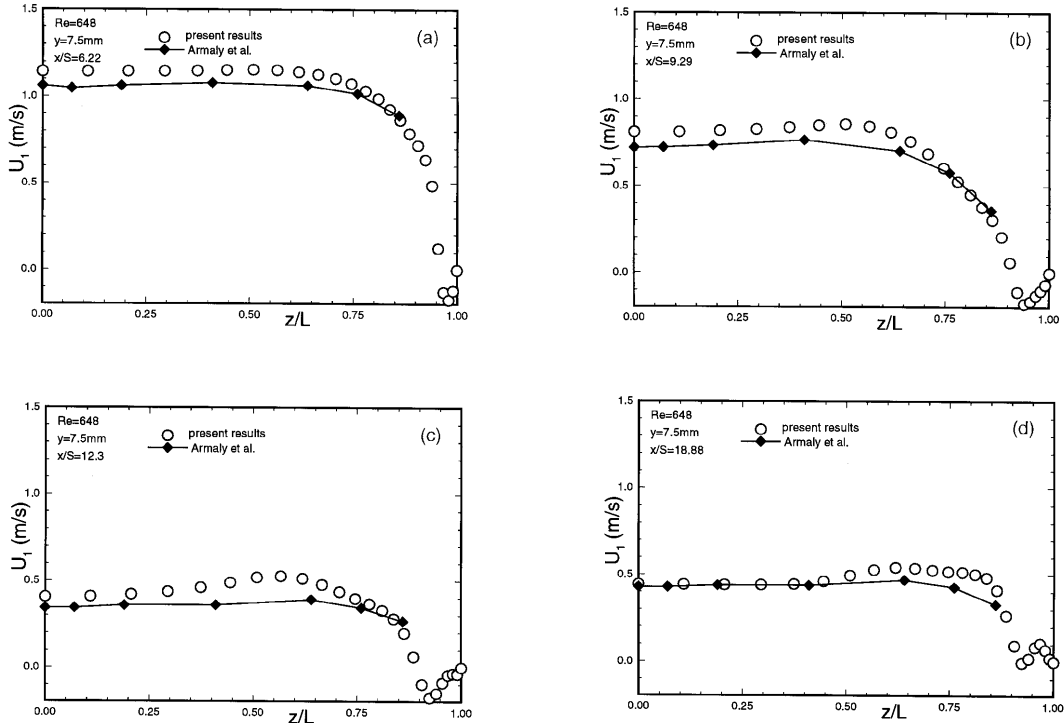 Re=648
y=7.5mm
x/S=6.22
present results
Armaly et al.
(a)
1.5
1.0
0.5
0.0
U1 (m/s)
0.00 0.25 0.50 0.75 1.00
z/L
Re=648
y=7.5mm
x/S=9.29
present results
Armaly et al.
(b)
1.5
1.0
0.5
0.0
U1 (m/s)
0.00 0.25 0.50 0.75 1.00
z/L
Re=648
y=7.5mm
x/S=12.3
present results
Armaly et al.
(c)
1.5
1.0
0.5
0.0
U1 (m/s)
0.00 0.25 0.50 0.75 1.00
z/L
Re=648
y=7.5mm
x/S=18.88
present results
Armaly et al.
(d)
1.5
1.0
0.5
0.0
U1 (m/s)
0.00 0.25 0.50 0.75 1.00
z/L